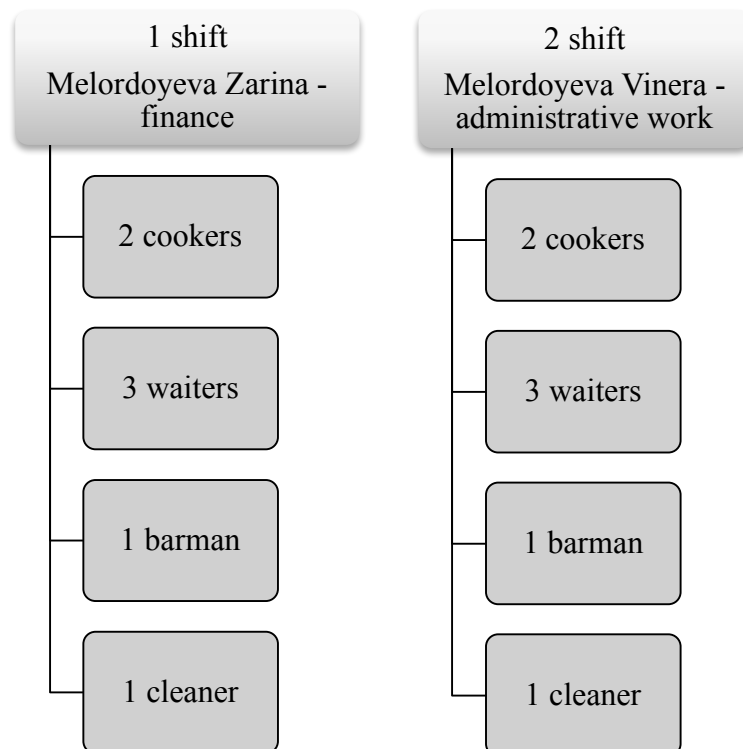 1 shift
Melordoyeva Zarina -
finance
2 cookers
3 waiters
1 barman
1 cleaner
2 shift
Melordoyeva Vinera -
administrative work
2 cookers
3 waiters
1 barman
1 cleaner